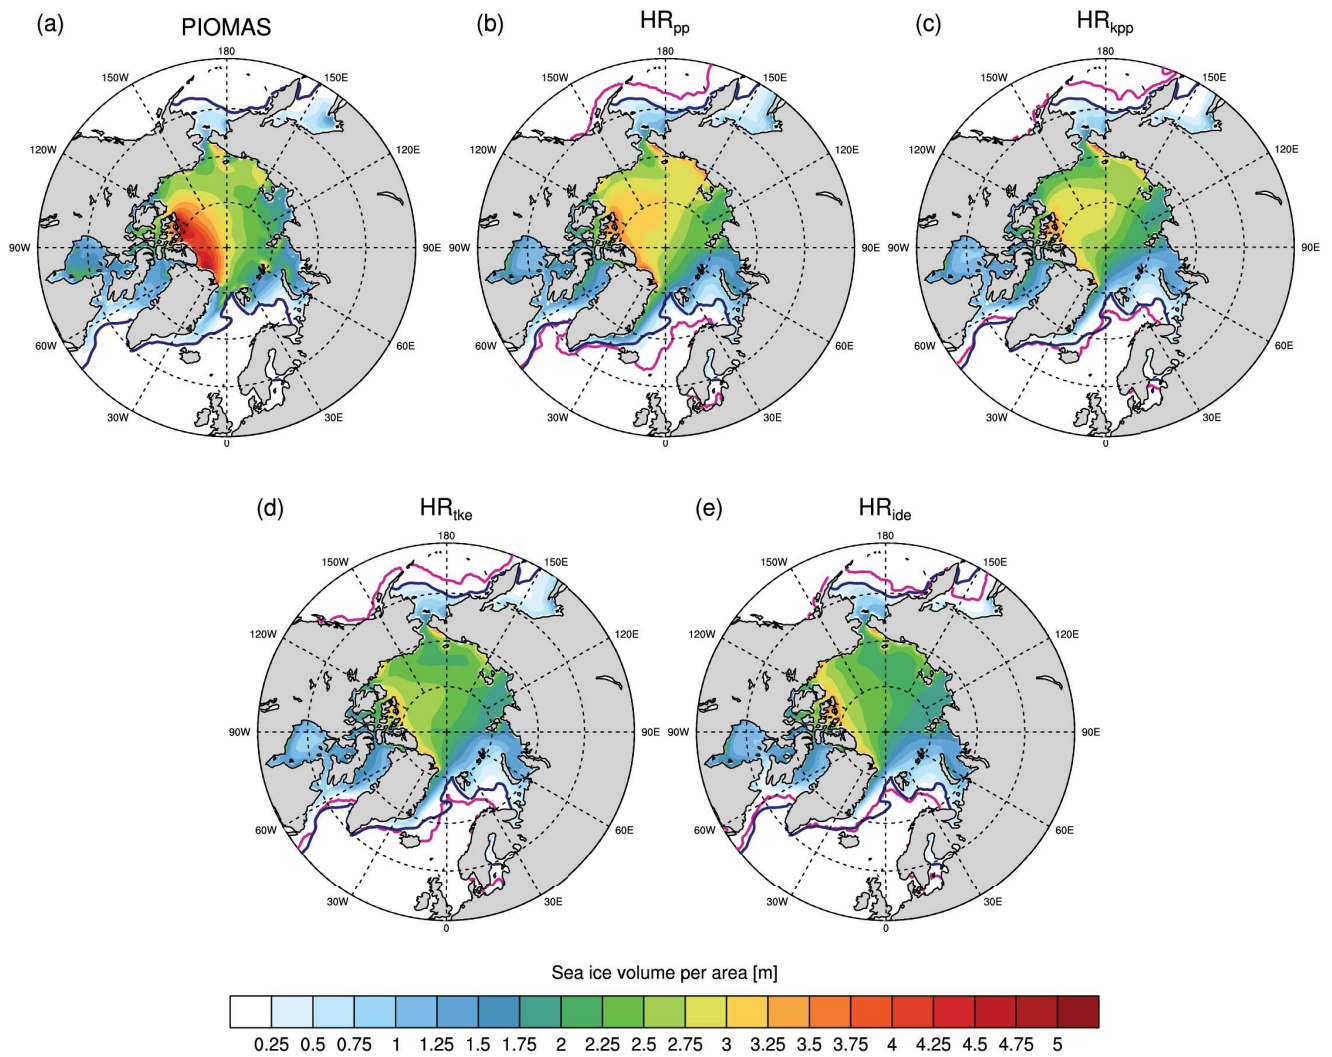 (a) PIOMAS
(b) HRpp
(c) HRkpp
180
150W 150E
120W
90W
60W
30W
0
30E
60E
90E
120E
180
150W 150E
120W
90W
60W
30W
0
30E
60E
90E
120E
180
150W 150E
120W
90W
60W
30W
0
30E
60E
90E
120E
(d) HRtke
(e) HRide
180
150W 150E
120W
90W
60W
30W
0
30E
60E
90E
120E
180
150W 150E
120W
90W
60W
30W
0
30E
60E
90E
120E
Sea ice volume per area [m]
0.25 0.5 0.75 1 1.25 1.5 1.75 2 2.25 2.5 2.75 3 3.25 3.5 3.75 4 4.25 4.5 4.75 5